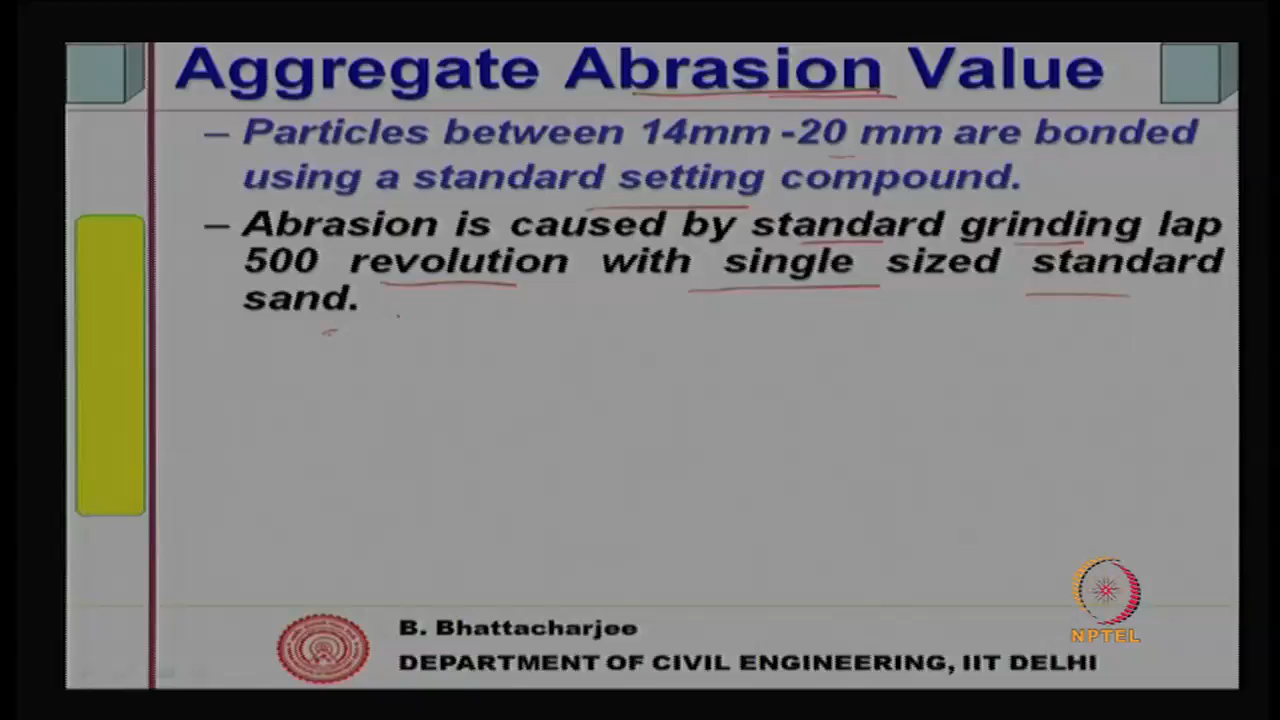 Aggregate Abrasion Value
– Particles between 14mm -20 mm are bonded
using a standard setting compound.
– Abrasion is caused by standard grinding lap
500 revolution with single sized standard
sand.
NPTEL
B. Bhattacharjee
DEPARTMENT OF CIVIL ENGINEERING, IIT DELHI